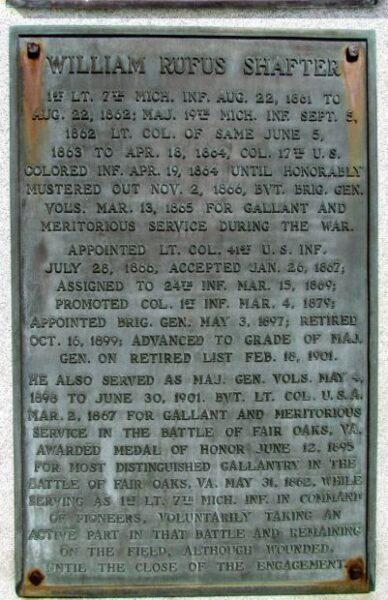 WILLIAM RUFUS SHAFTER
1ST LT. 7TH MICH. INF. AUG. 22, 1861 TO
AUG. 22, 1862; MAJ. 19TH MICH. INF. SEPT. 5,
1862 LT. COL. OF SAME JUNE 5,
1863 TO APR. 18, 1864, COL. 17TH U.S.
COLORED INF. APR. 19, 1864 UNTIL HONORABLY
MUSTERED OUT NOV. 2, 1866, BVT. BRIG. GEN.
VOLS. MAR. 13, 1865 FOR GALLANT AND
MERITORIOUS SERVICE DURING THE WAR.
APPOINTED LT. COL. 41ST U.S. INF.
JULY 28, 1866, ACCEPTED JAN. 26, 1867;
ASSIGNED TO 24TH INF. MAR. 15, 1869;
PROMOTED COL. 1ST INF. MAR. 4, 1879;
APPOINTED BRIG. GEN. MAY 3, 1897; RETIRED
OCT. 16, 1899; ADVANCED TO GRADE OF MAJ.
GEN. ON RETIRED LIST FEB. 18, 1901.
HE ALSO SERVED AS MAJ. GEN. VOLS. MAY 4,
1898 TO JUNE 30, 1901. BVT. LT. COL. U.S.A.
MAR. 2, 1867 FOR GALLANT AND MERITORIOUS
SERVICE IN THE BATTLE OF FAIR OAKS, VA.
AWARDED MEDAL OF HONOR JUNE 12, 1895
FOR MOST DISTINGUISHED GALLANTRY IN THE
BATTLE OF FAIR OAKS, VA. MAY 31, 1862, WHILE
SERVING AS 1ST LT. 7TH MICH. INF. IN COMMAND
OF PIONEERS, VOLUNTARILY TAKING AN
ACTIVE PART IN THAT BATTLE AND REMAINING
ON THE FIELD, ALTHOUGH WOUNDED,
UNTIL THE CLOSE OF THE ENGAGEMENT.